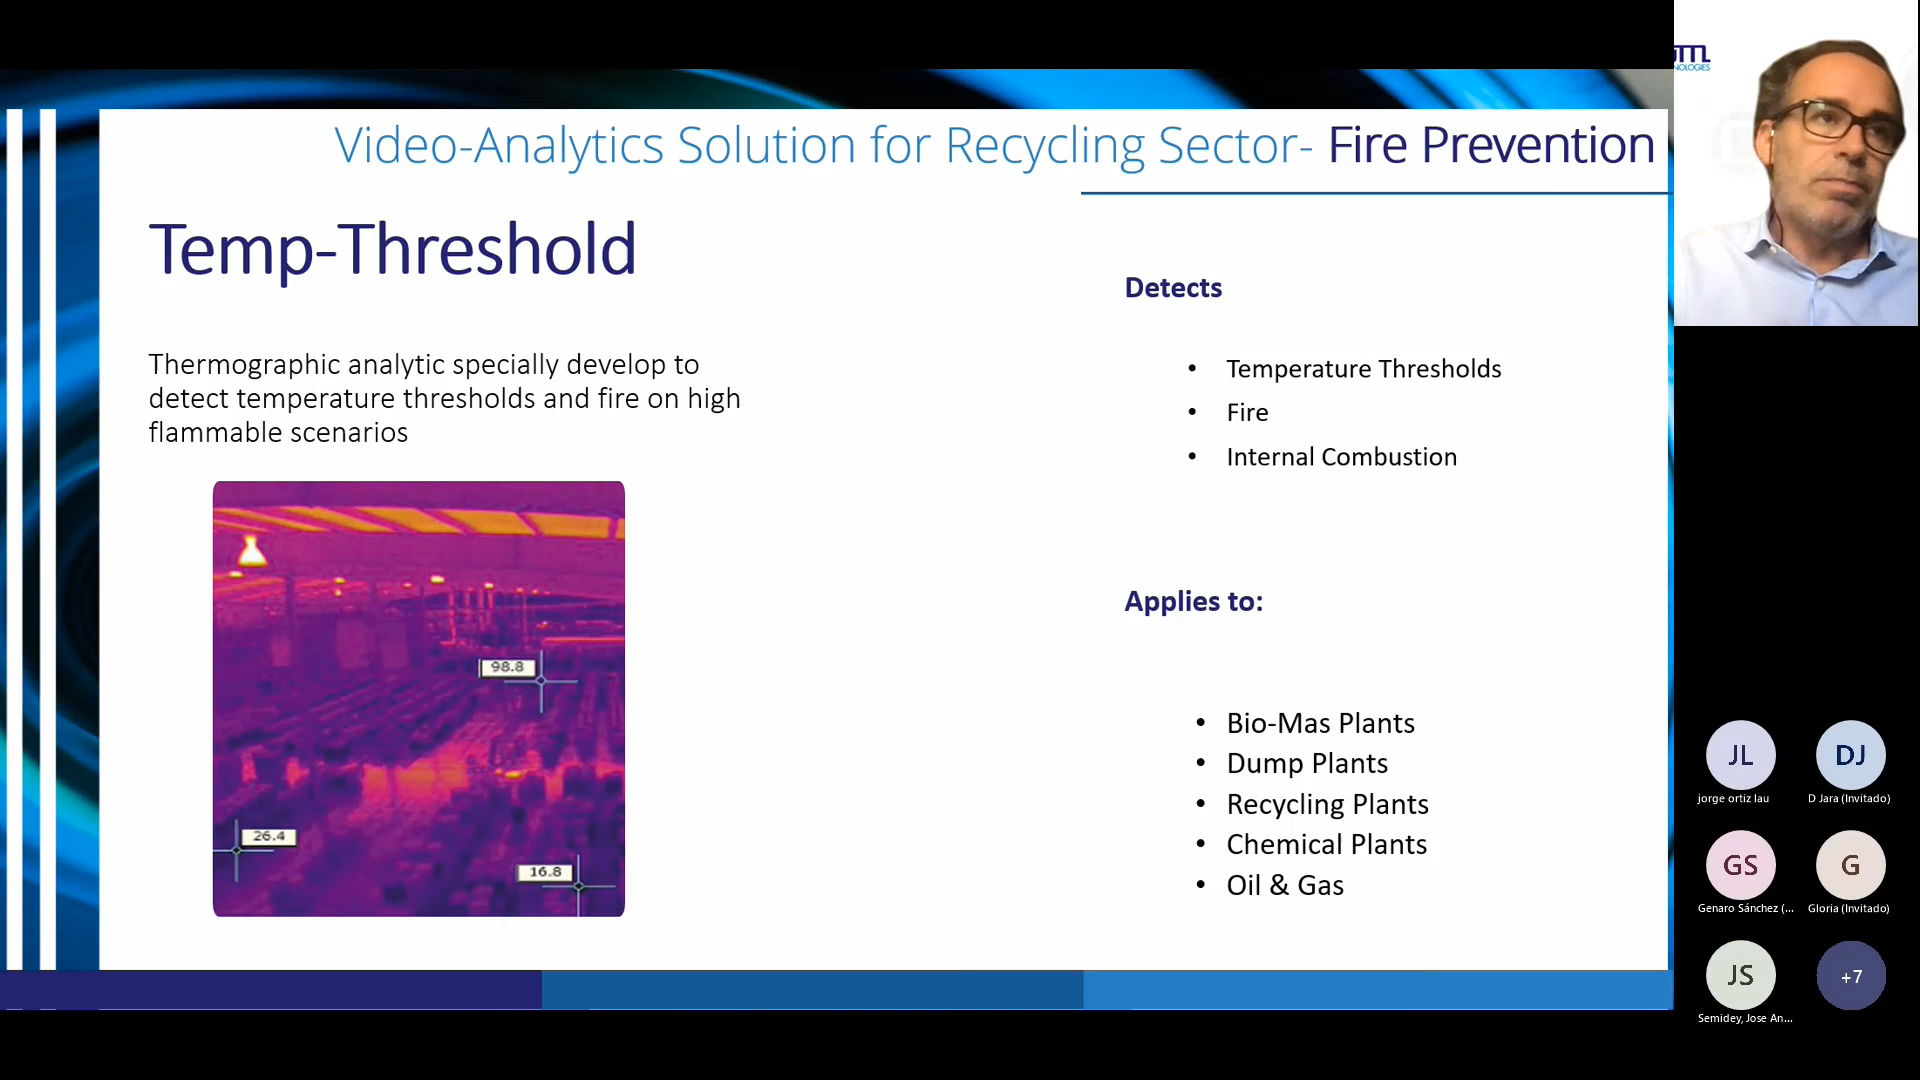 Video-Analytics Solution for Recycling Sector- Fire Prevention
Temp-Threshold
Thermographic analytic specially develop to
detect temperature thresholds and fire on high
flammable scenarios
98.8
26.4
16.8
Detects
• Temperature Thresholds
• Fire
• Internal Combustion
Applies to:
• Bio-Mas Plants
• Dump Plants
• Recycling Plants
• Chemical Plants
• Oil & Gas
JL
jorge ortiz lau
DJ
D Jara (Invitado)
GS
Genaro Sánchez (...
G
Gloria (Invitado)
JS
Semidey, Jose An...
+7